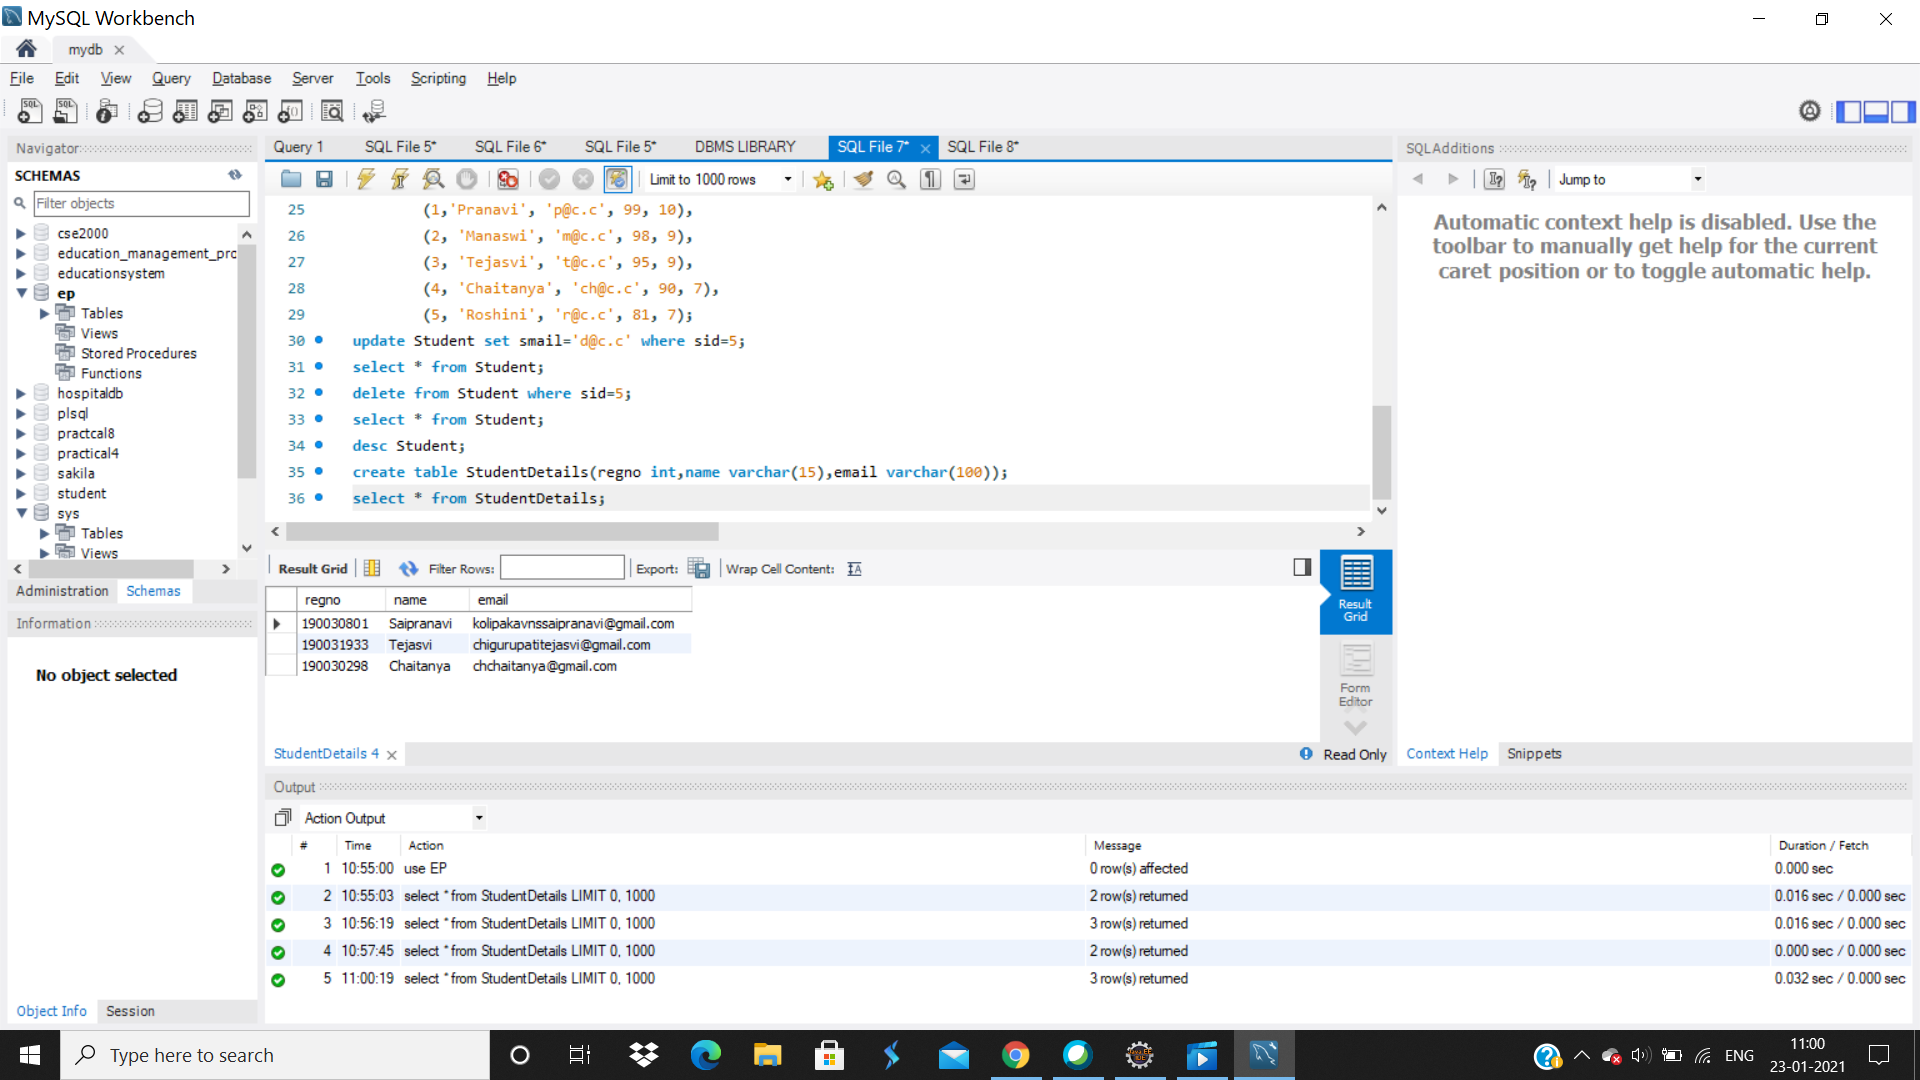 MySQL Workbench
mydb
File Edit View Query Database Server Tools Scripting Help
Navigator
SCHEMAS
Filter objects
cse2000
education_management_prc
educationsystem
ep
Tables
Views
Stored Procedures
Functions
hospitaldb
plsql
practcal8
practical4
sakila
student
sys
Tables
Views
Administration Schemas
Information
No object selected
Object Info Session
Query 1 SQL File 5* SQL File 6* SQL File 5* DBMS LIBRARY SQL File 7* SQL File 8*
Limit to 1000 rows
25 (1,'Pranavi', 'p@c.c', 99, 10),
26 (2, 'Manaswi', 'm@c.c', 98, 9),
27 (3, 'Tejasvi', 't@c.c', 95, 9),
28 (4, 'Chaitanya', 'ch@c.c', 90, 7),
29 (5, 'Roshini', 'r@c.c', 81, 7);
30 update Student set smail='d@c.c' where sid=5;
31 select * from Student;
32 delete from Student where sid=5;
33 select * from Student;
34 desc Student;
35 create table StudentDetails(regno int,name varchar(15),email varchar(100));
36 select * from StudentDetails;
Result Grid Filter Rows: Export: Wrap Cell Content:
regno name email
190030801 Saipranavi kolipakavnssaipranavi@gmail.com
190031933 Tejasvi chigurupatitejasvi@gmail.com
190030298 Chaitanya chchaitanya@gmail.com
Result
Grid
Form
Editor
StudentDetails 4
Read Only
SQLAdditions
Jump to
Automatic context help is disabled. Use the
toolbar to manually get help for the current
caret position or to toggle automatic help.
Context Help Snippets
Output
Action Output
# Time Action Message Duration / Fetch
1 10:55:00 use EP 0 row(s) affected 0.000 sec
2 10:55:03 select * from StudentDetails LIMIT 0, 1000 2 row(s) returned 0.016 sec / 0.000 sec
3 10:56:19 select * from StudentDetails LIMIT 0, 1000 3 row(s) returned 0.016 sec / 0.000 sec
4 10:57:45 select * from StudentDetails LIMIT 0, 1000 2 row(s) returned 0.000 sec / 0.000 sec
5 11:00:19 select * from StudentDetails LIMIT 0, 1000 3 row(s) returned 0.032 sec / 0.000 sec
Type here to search
ENG
11:00
23-01-2021